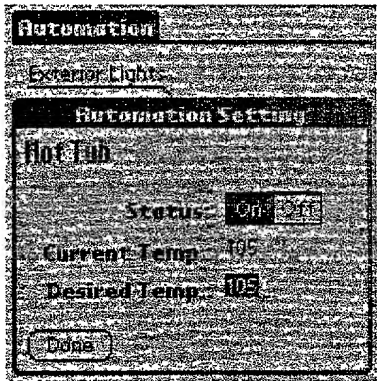 Automation
Exterior Lights
Automation Setting
Hot Tub
Status: On Off
Current Temp: 105
Desired Temp: 105
Done